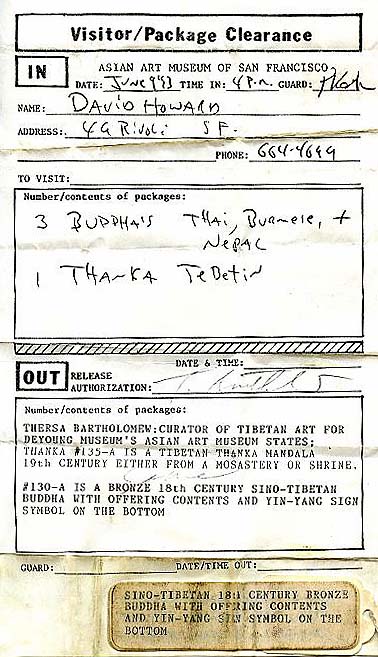 Visitor/Package Clearance
IN
ASIAN ART MUSEUM OF SAN FRANCISCO
DATE: June 9 93 TIME IN: 4 P.m. GUARD:
NAME: David Howard
ADDRESS: 49 Rivoli SF.
PHONE: 664-4699
TO VISIT:
Number/contents of packages:
3 BUDDHA'S THAI, Burmese, +
NePAL
1 THANKA TeBeTiN
OUT
DATE & TIME:
RELEASE
AUTHORIZATION:
Number/contents of packages:
THERSA BARTHOLOMEW:CURATOR OF TIBETAN ART FOR
DEYOUNG MUSEUM'S ASIAN ART MUSEUM STATES;
THANKA #135-A IS A TIBETAN THANKA MANDALA
19th CENTURY EITHER FROM A MOSASTERY OR SHRINE.
#130-A IS A BRONZE 18th CENTURY SINO-TIBETAN
BUDDHA WITH OFFERING CONTENTS AND YIN-YANG SIGN
SYMBOL ON THE BOTTOM
GUARD: DATE/TIME OUT:
SINO-TIBETAN 18th CENTURY BRONZE
BUDDHA WITH OFFERING CONTENTS
AND YIN-YANG SIGN SYMBOL ON THE
BOTTOM